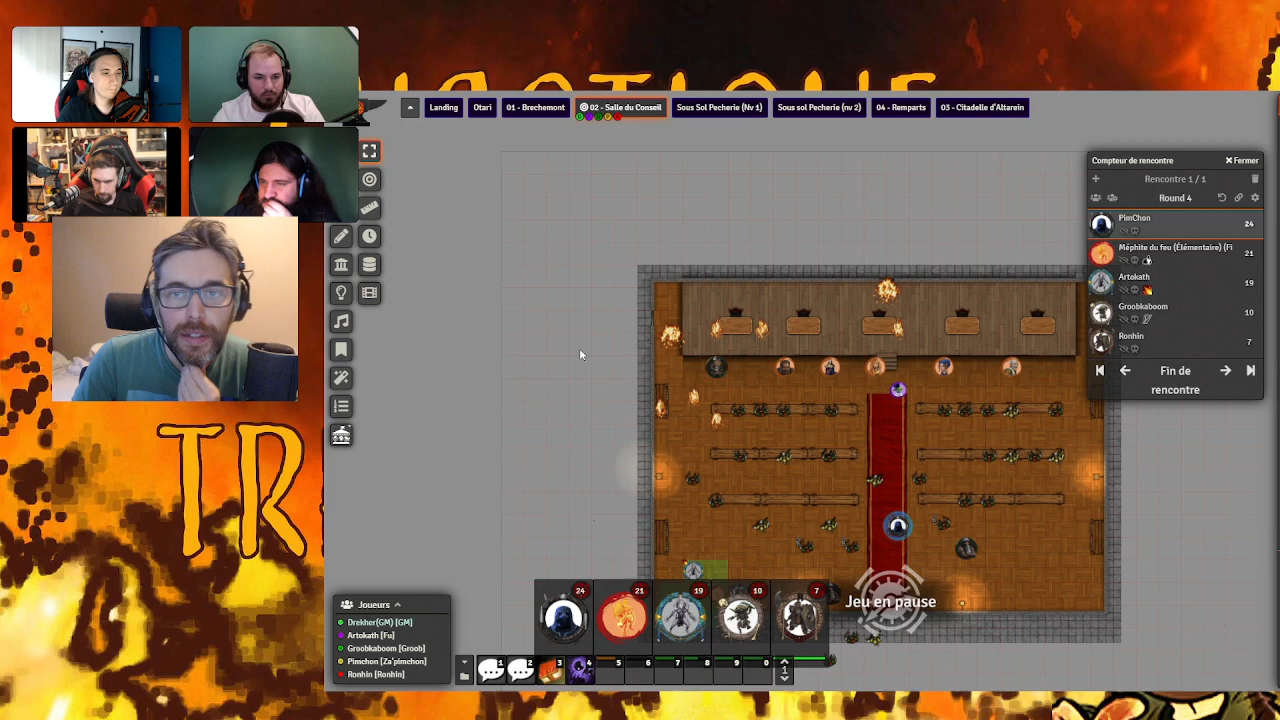 Landing
Otari
01 - Brechemont
02 - Salle du Conseil
Sous Sol Pecherie (Nv 1)
Sous sol Pecherie (nv 2)
04 - Remparts
03 - Citadelle d'Altarein
Compteur de rencontre
Fermer
Rencontre 1 / 1
Round 4
PimChon
24
Méphite du feu (Élémentaire) (Fi
21
Artokath
19
Groobkaboom
10
Ronhin
7
Fin de
rencontre
TR
24
21
19
10
7
Jeu en pause
Joueurs
Drekher(GM) [GM]
Artokath [Fu]
Groobkaboom [Groob]
Pimchon [Za'pimchon]
Ronhin [Ronhin]
1 2 3 4 5 6 7 8 9 0
1